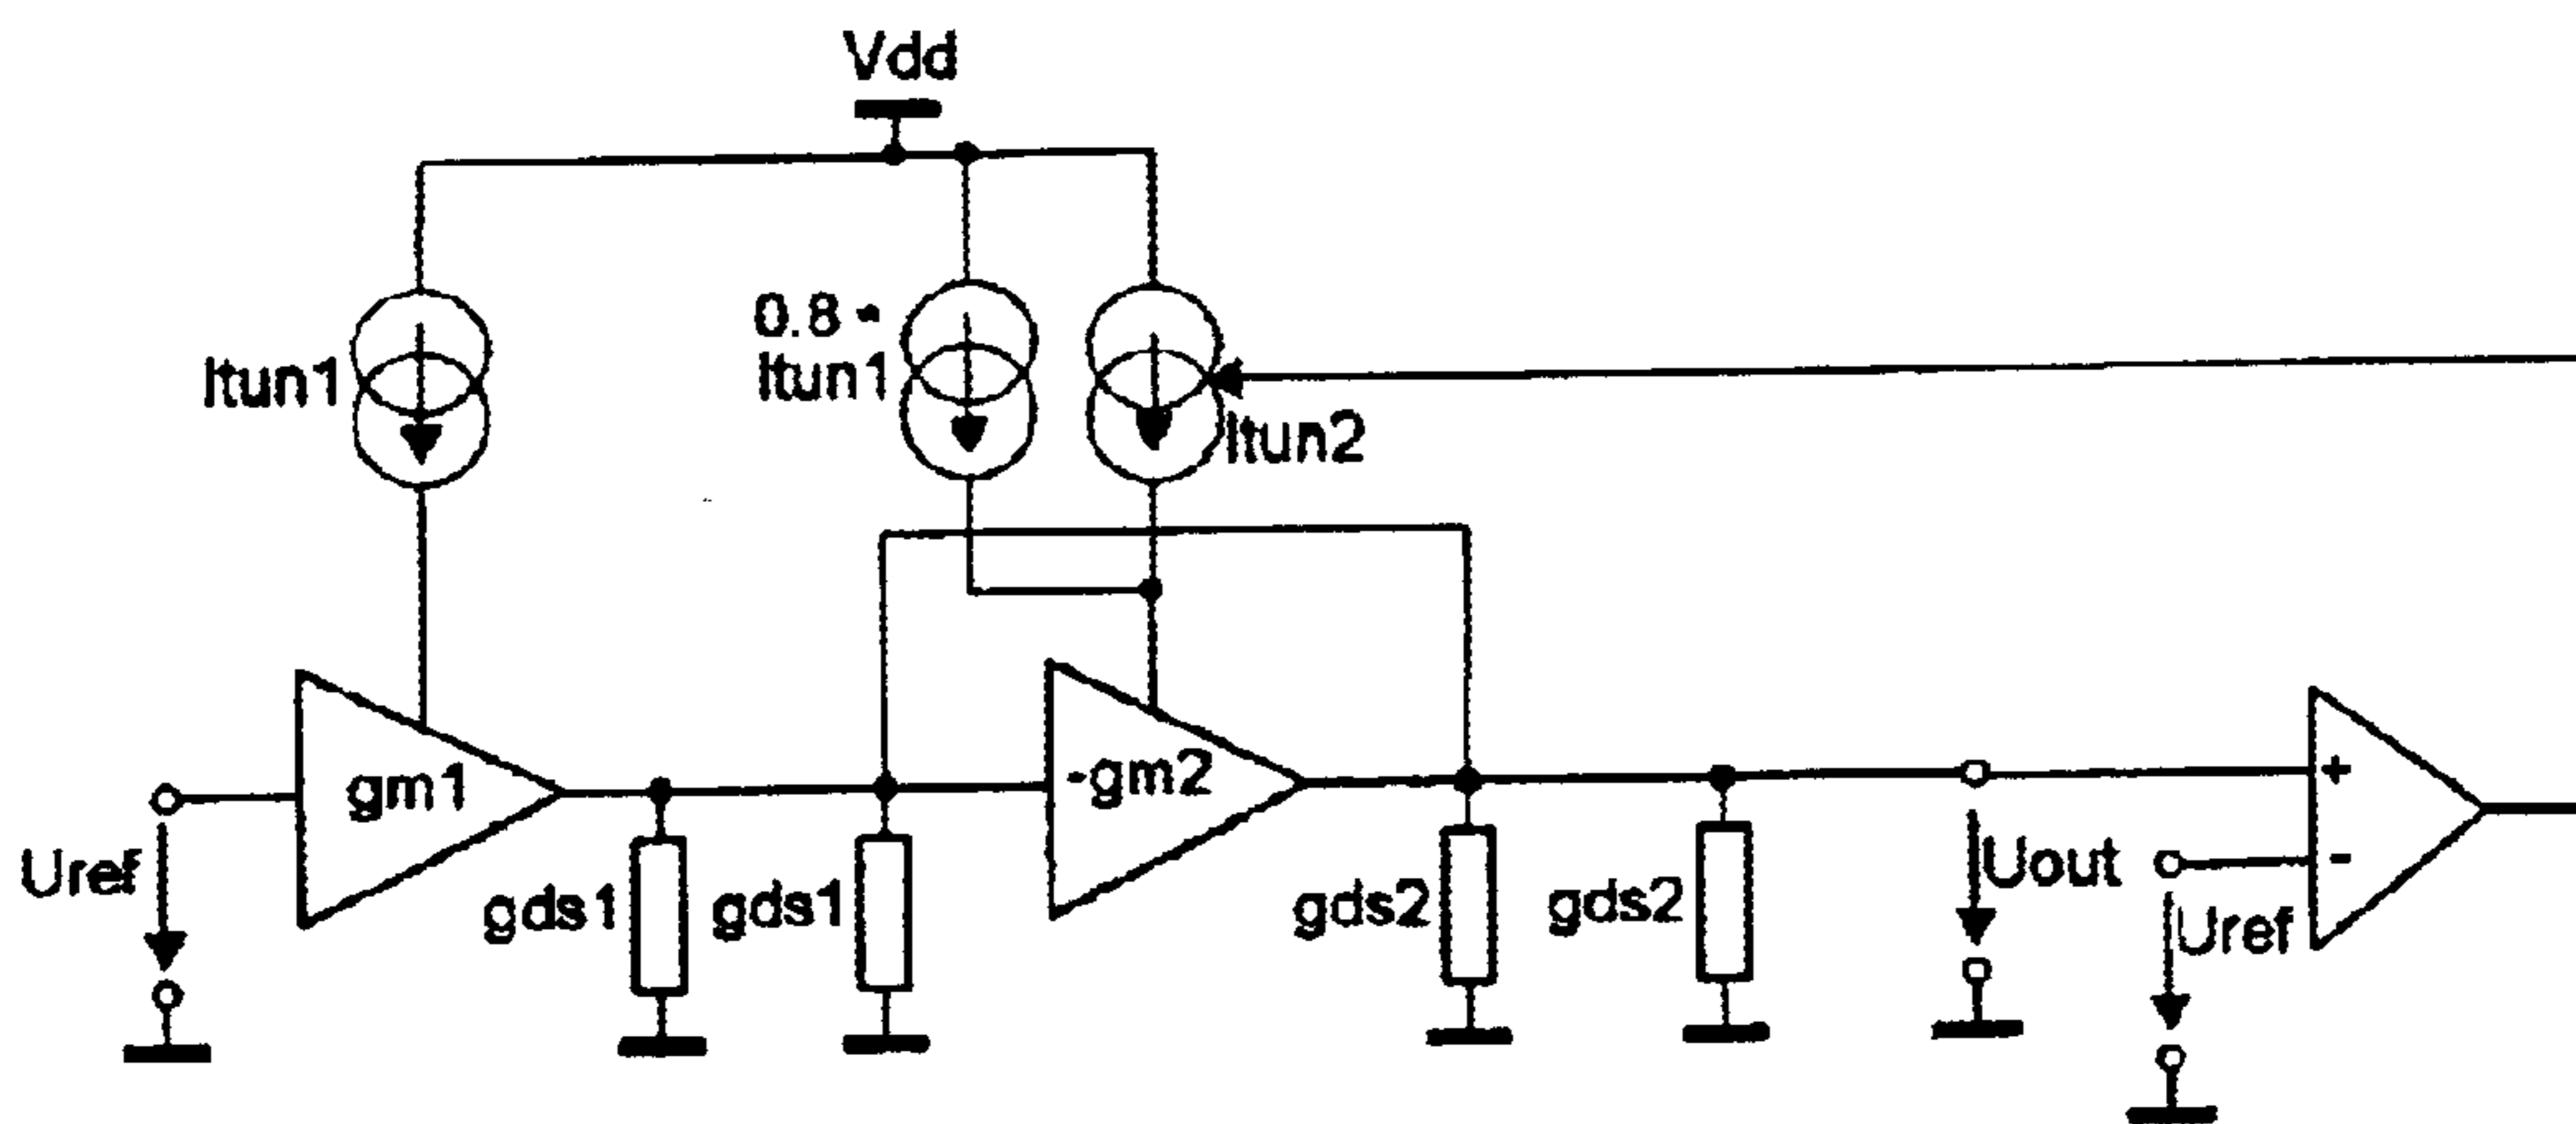 Vdd
Itun1
0.8 *
Itun1
Itun2
gm1
-gm2
+
-
Uref
gds1
gds1
gds2
gds2
Uout
Uref